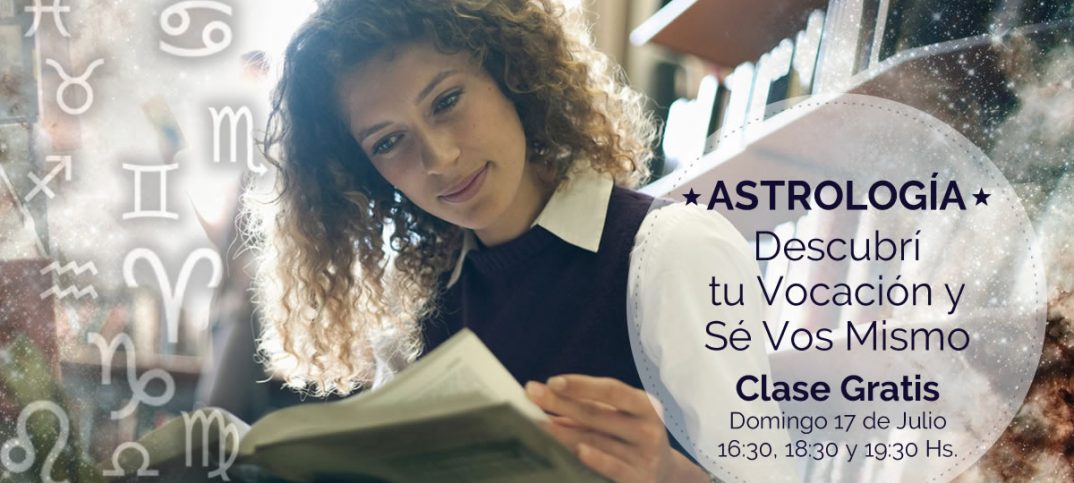 ★ASTROLOGÍA★
Descubrí
tu Vocación y
Sé Vos Mismo
Clase Gratis
Domingo 17 de Julio
16:30, 18:30 y 19:30 Hs.